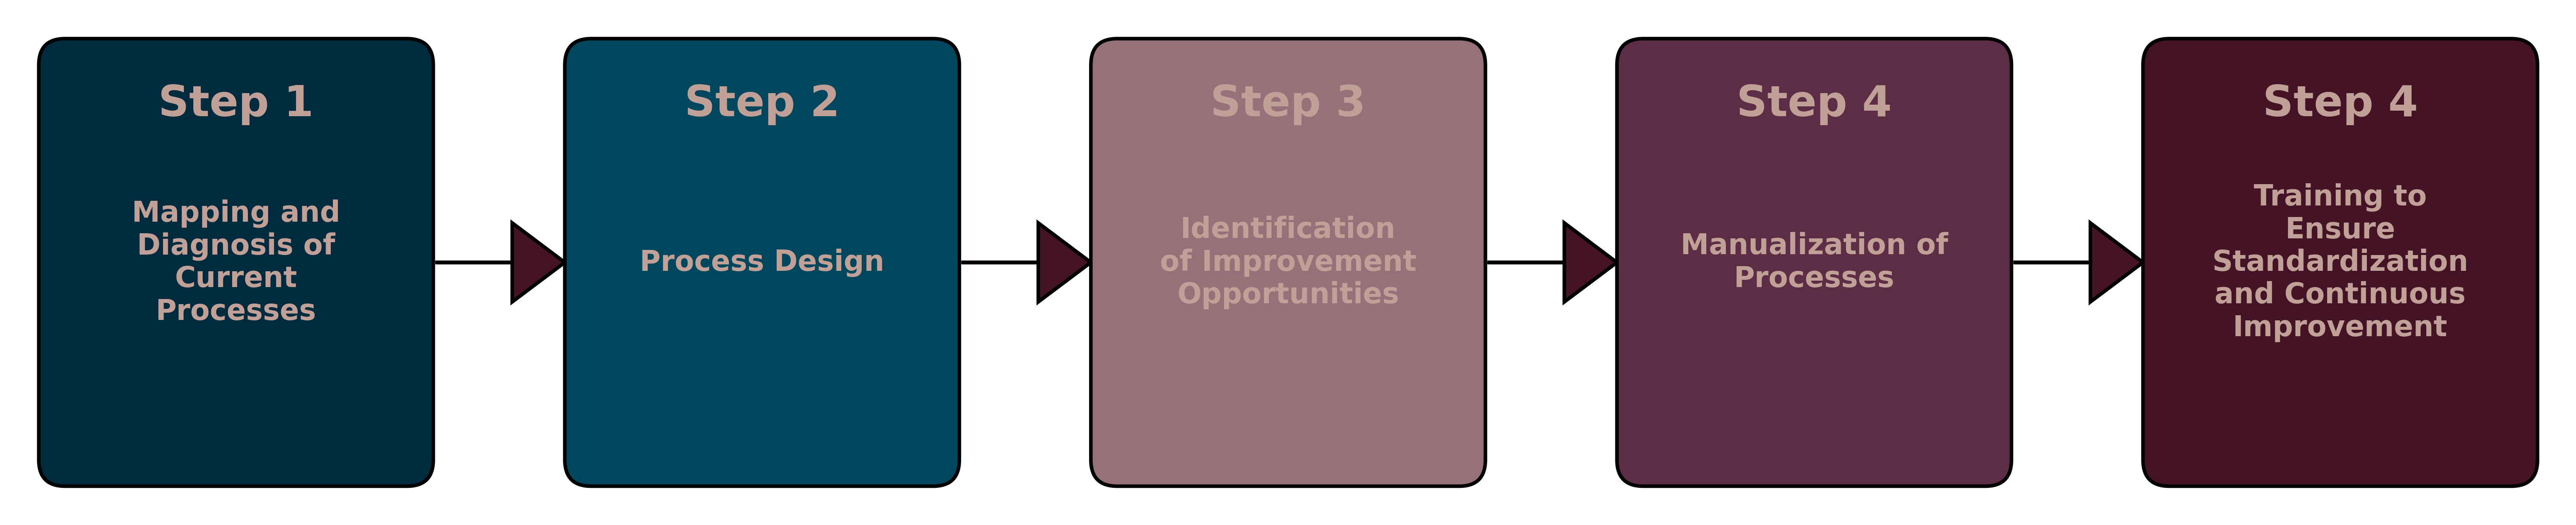 Step 1
Mapping and
Diagnosis of
Current
Processes
Step 2
Process Design
Step 3
Identification
of Improvement
Opportunities
Step 4
Manualization of
Processes
Step 4
Training to
Ensure
Standardization
and Continuous
Improvement